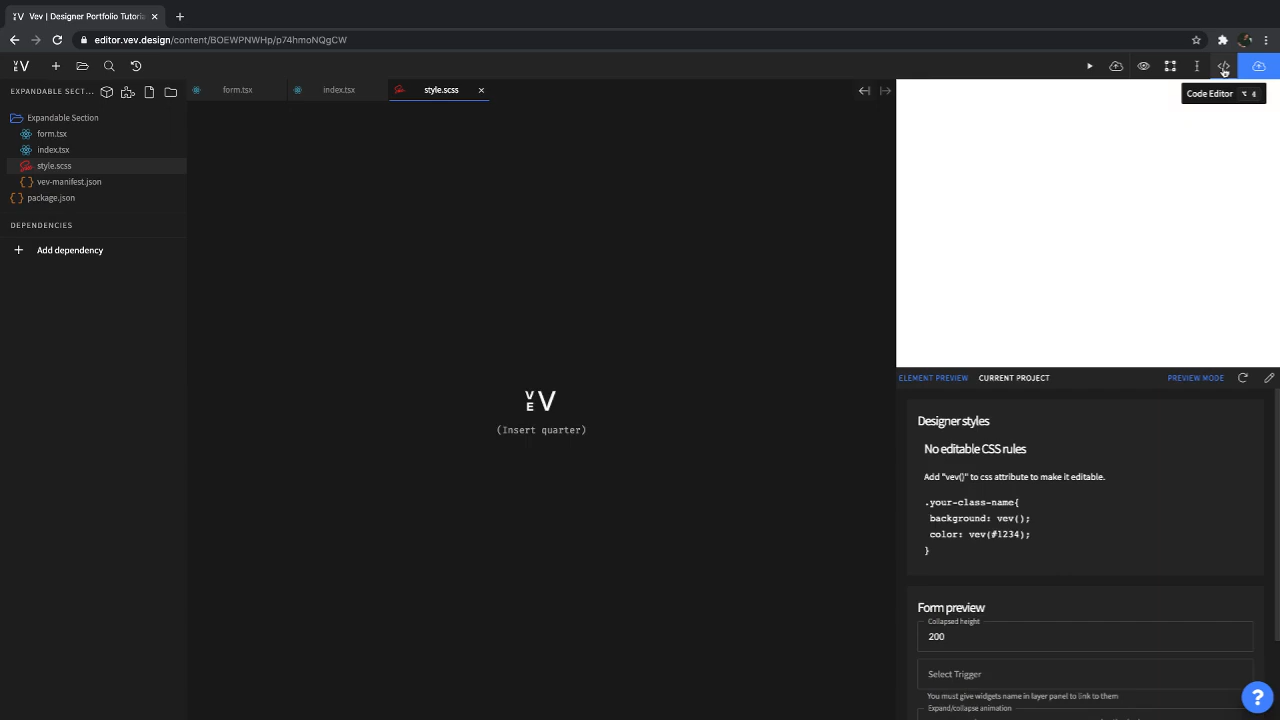 Vev | Designer Portfolio Tutoria
editor.vev.design/content/BOEWPNWHp/p74hmoNQgCW
VEV
EXPANDABLE SECT...
form.tsx
index.tsx
style.scss
Code Editor ⌥ 4
Expandable Section
form.tsx
index.tsx
style.scss
vev-manifest.json
package.json
DEPENDENCIES
Add dependency
VEV
(Insert quarter)
ELEMENT PREVIEW CURRENT PROJECT PREVIEW MODE
Designer styles
No editable CSS rules
Add "vev()" to css attribute to make it editable.
.your-class-name{
background: vev();
color: vev(#1234);
}
Form preview
Collapsed height
200
Select Trigger
You must give widgets name in layer panel to link to them
Expand/collapse animation
?